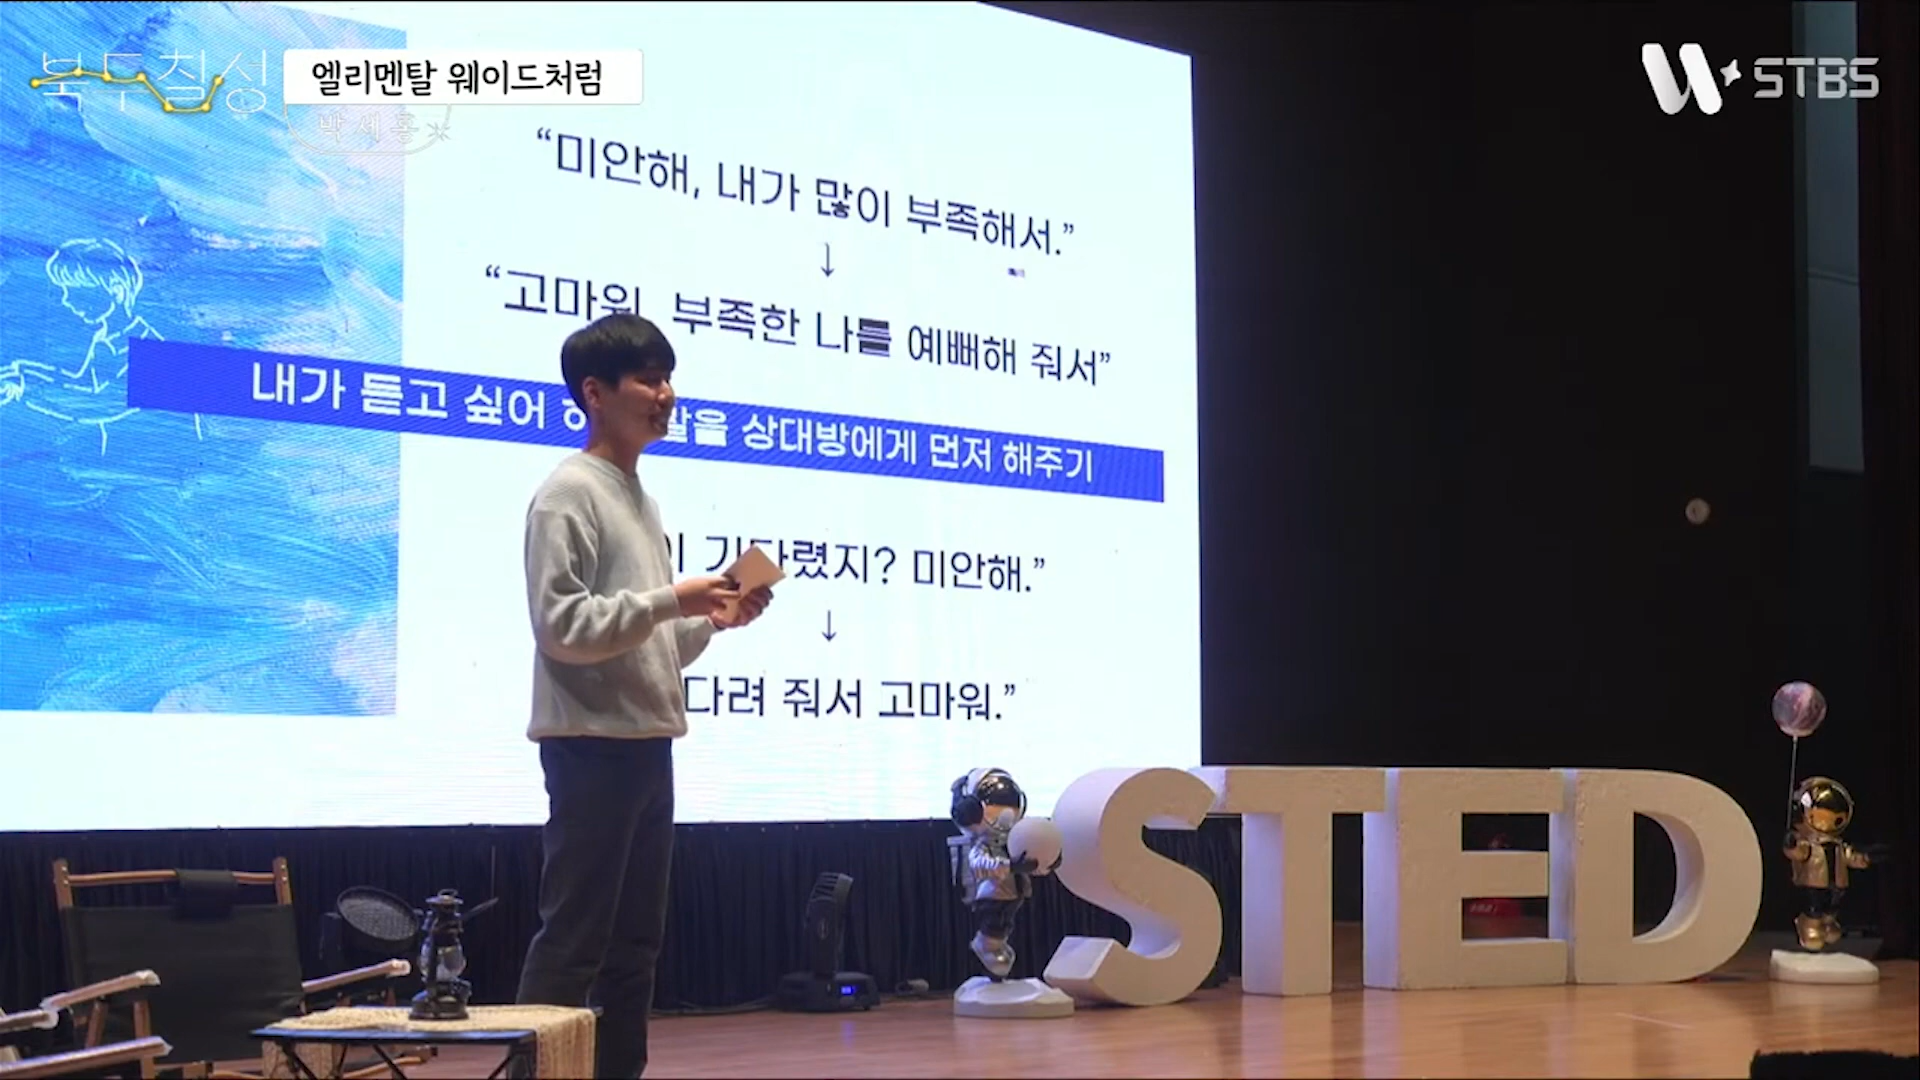 북두칠성
엘리멘탈 웨이드처럼
박세홍
W STBS
“미안해, 내가 많이 부족해서.”
↓
“고마워, 부족한 나를 예뻐해 줘서”
내가 듣고 싶어 말을 상대방에게 먼저 해주기
기다렸지? 미안해.”
↓
줘서 고마워.”
STED